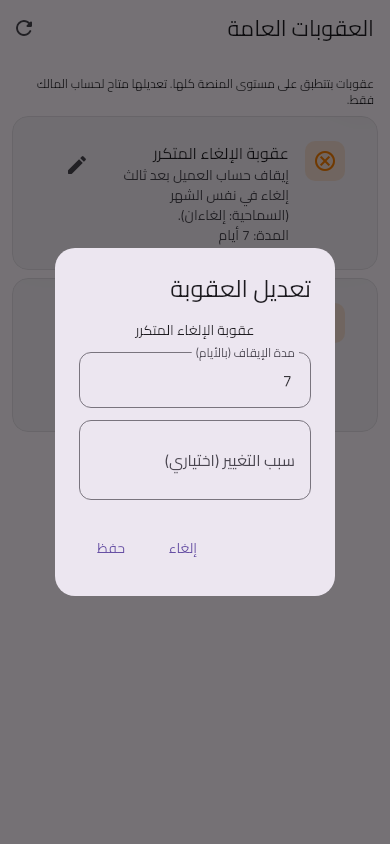 العقوبات العامة
عقوبات بتتطبق على مستوى المنصة كلها. تعديلها متاح لحساب المالك
فقط.
عقوبة الإلغاء المتكرر
إيقاف حساب العميل بعد ثالث
إلغاء في نفس الشهر
(السماحية: إلغاءان).
المدة: 7 أيام
تعديل العقوبة
عقوبة الإلغاء المتكرر
مدة الإيقاف (بالأيام)
7
سبب التغيير (اختياري)
إلغاء
حفظ